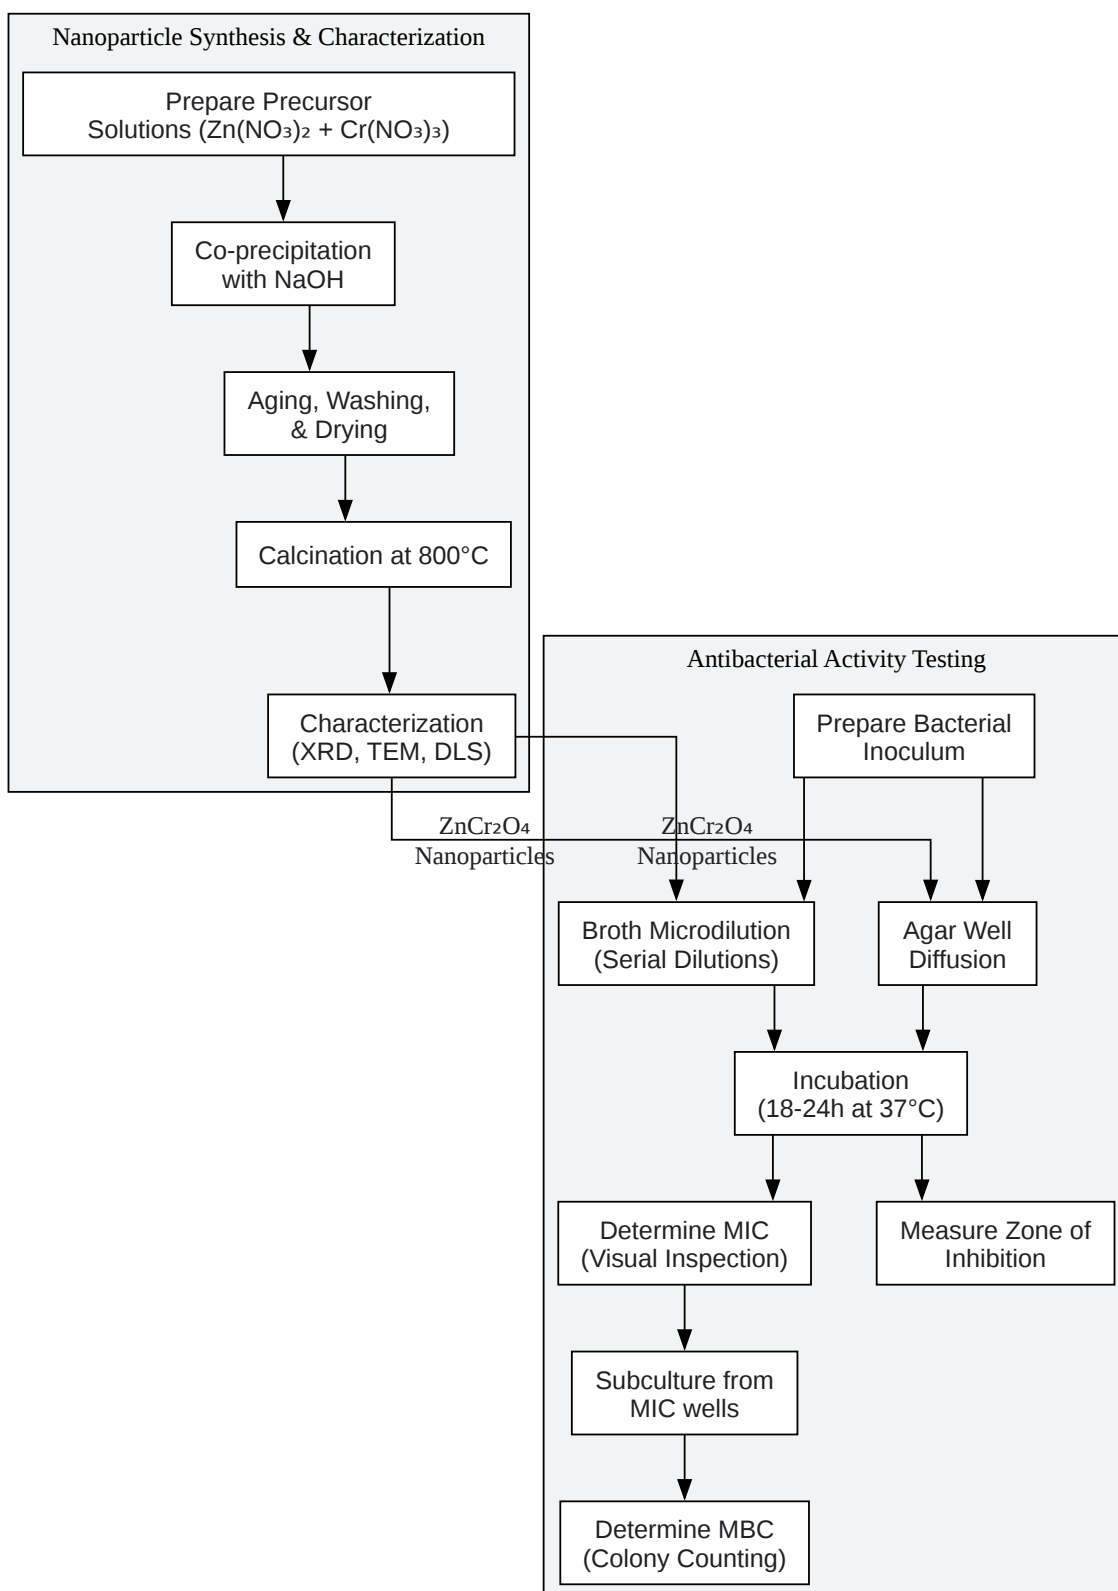 Nanoparticle Synthesis & Characterization
Prepare Precursor
Solutions (Zn(NO₃)₂ + Cr(NO₃)₃)
Co-precipitation
with NaOH
Aging, Washing,
& Drying
Calcination at 800°C
Characterization
(XRD, TEM, DLS)
Antibacterial Activity Testing
Prepare Bacterial
Inoculum
ZnCr₂O₄
Nanoparticles
ZnCr₂O₄
Nanoparticles
Broth Microdilution
(Serial Dilutions)
Agar Well
Diffusion
Incubation
(18-24h at 37°C)
Determine MIC
(Visual Inspection)
Measure Zone of
Inhibition
Subculture from
MIC wells
Determine MBC
(Colony Counting)